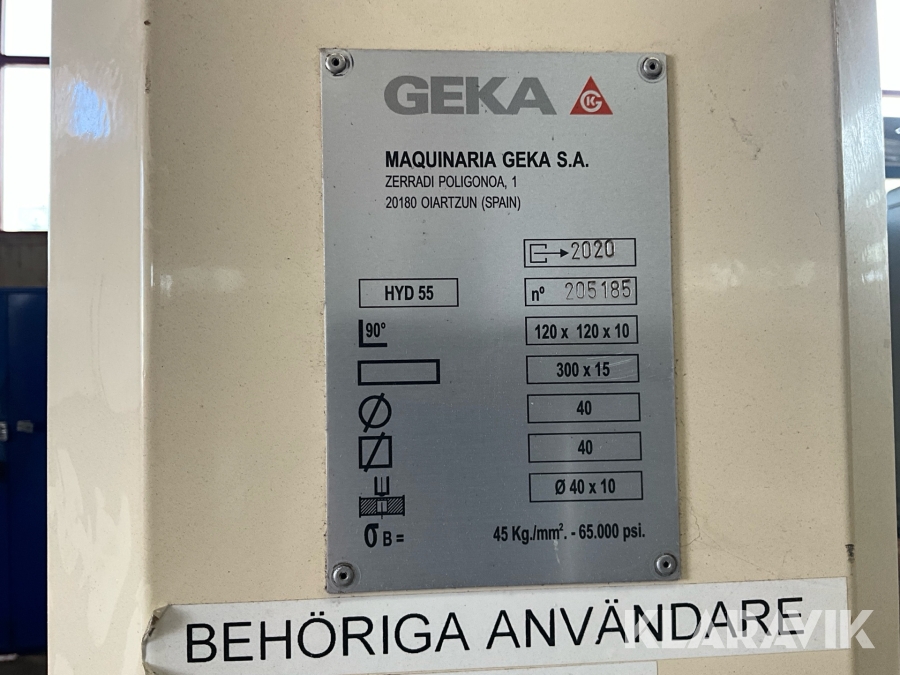 GEKA
MAQUINARIA GEKA S.A.
ZERRADI POLIGONOA, 1
20180 OIARTZUN (SPAIN)
2020
HYD 55
nº 205185
90°
120 x 120 x 10
300 x 15
40
40
Ø 40 x 10
σ B = 45 Kg./mm². - 65.000 psi.
BEHÖRIGA ANVÄNDARE
KLARAVIK